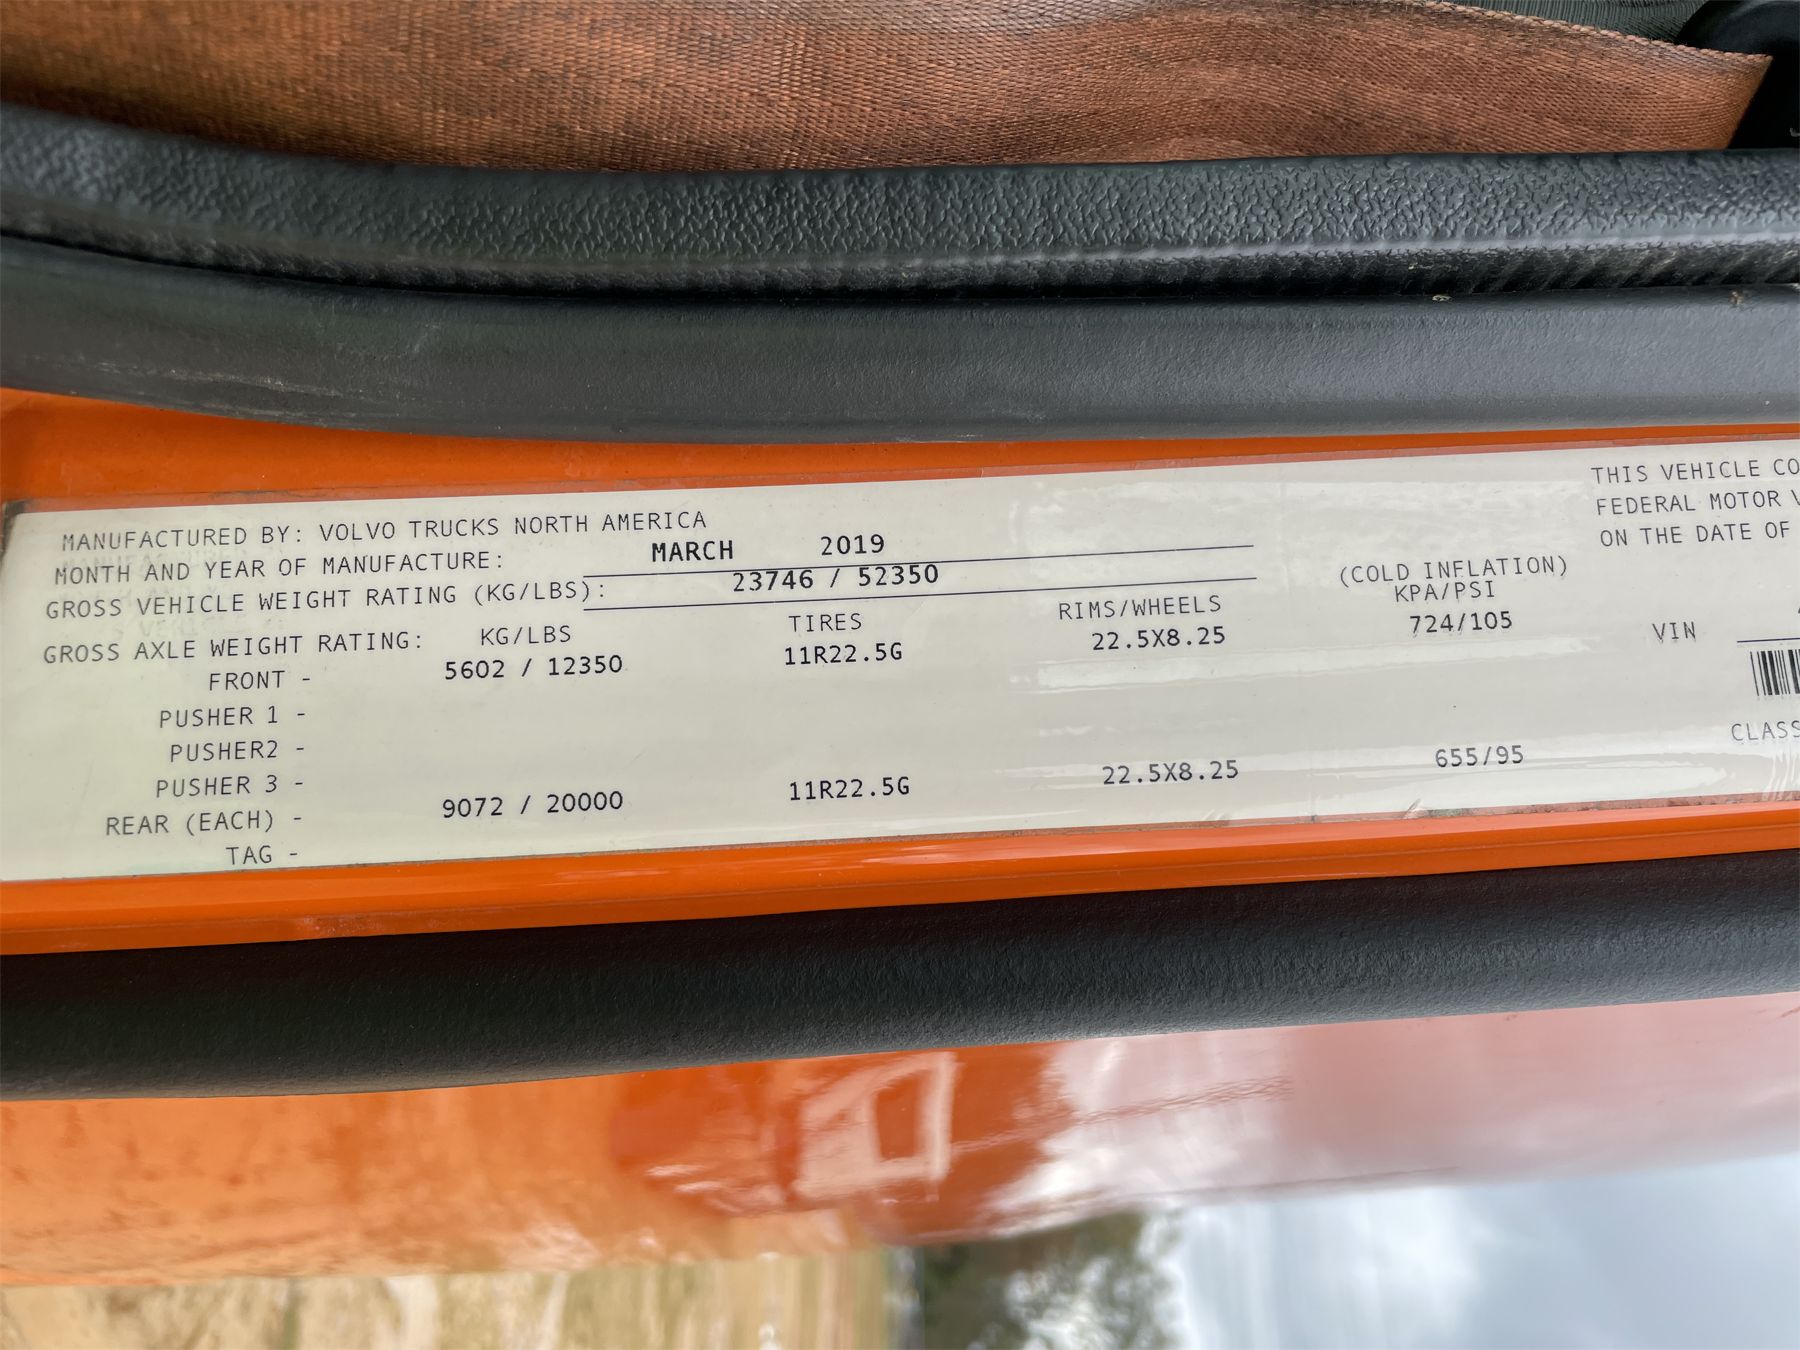 MANUFACTURED BY: VOLVO TRUCKS NORTH AMERICA
MONTH AND YEAR OF MANUFACTURE: MARCH 2019
GROSS VEHICLE WEIGHT RATING (KG/LBS): 23746 / 52350
GROSS AXLE WEIGHT RATING: KG/LBS TIRES RIMS/WHEELS (COLD INFLATION) KPA/PSI
FRONT - 5602 / 12350 11R22.5G 22.5X8.25 724/105
PUSHER 1 -
PUSHER2 -
PUSHER 3 -
REAR (EACH) - 9072 / 20000 11R22.5G 22.5X8.25 655/95
TAG -
THIS VEHICLE CO
FEDERAL MOTOR
ON THE DATE OF
VIN
CLASS